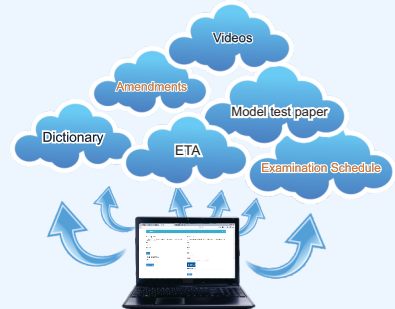 Videos
Amendments
Model test paper
Dictionary
ETA
Examination Schedule